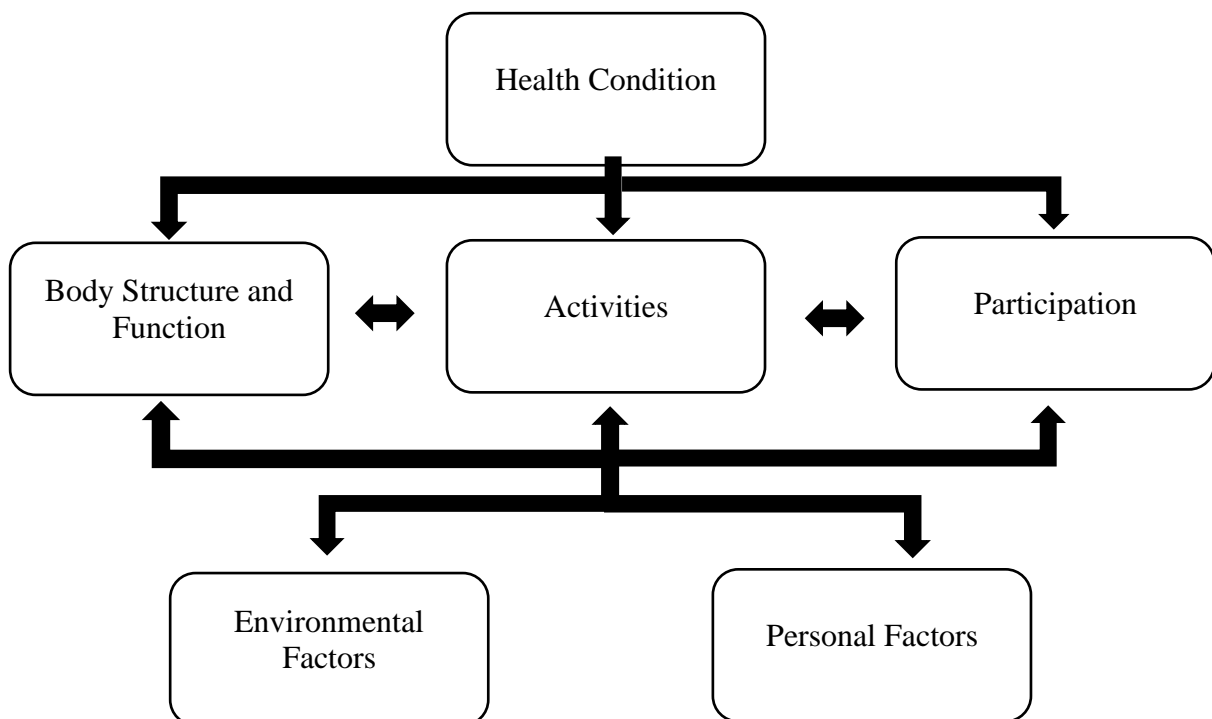 Health Condition
Body Structure and
Function
Activities
Participation
Environmental
Factors
Personal Factors